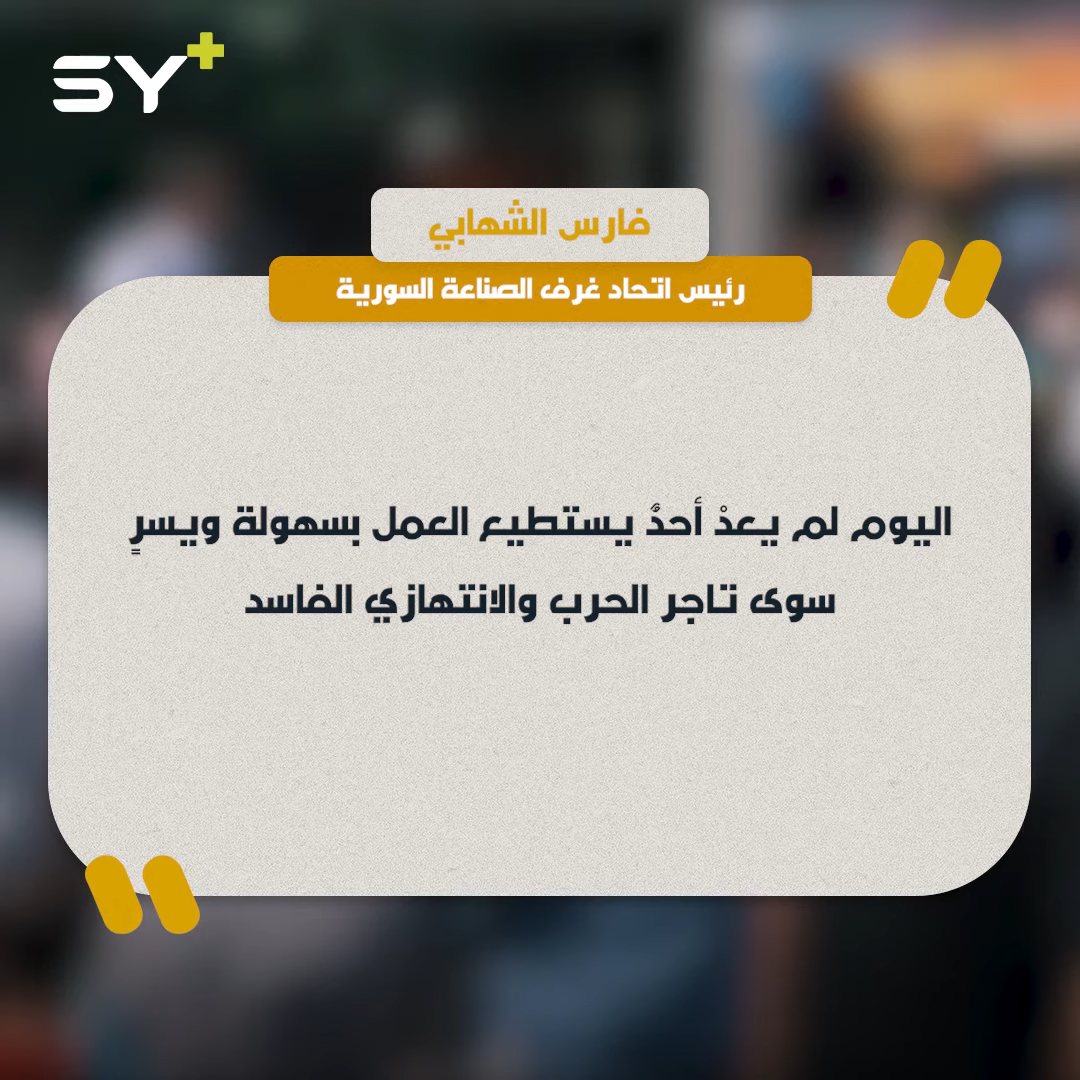 SY+
فارس الشهابي
رئيس اتحاد غرف الصناعة السورية
اليوم لم يعدْ أحدٌ يستطيع العمل بسهولة ويسرٍ
سوى تاجر الحرب والانتهازي الفاسد